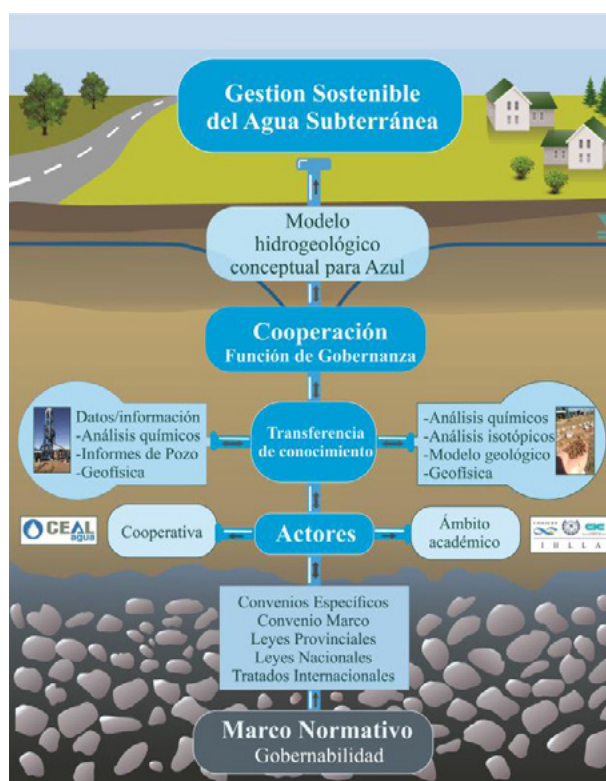 Gestion Sostenible
del Agua Subterránea
Modelo
hidrogeológico
conceptual para Azul
Cooperación
Función de Gobernanza
Datos/información
-Análisis químicos
-Informes de Pozo
-Geofísica
Transferencia
de conocimiento
-Análisis químicos
-Análisis isotópicos
-Modelo geológico
-Geofísica
CEAL
agua
Cooperativa
Actores
Ámbito
académico
IHLLA
Convenios Específicos
Convenio Marco
Leyes Provinciales
Leyes Nacionales
Tratados Internacionales
Marco Normativo
Gobernabilidad